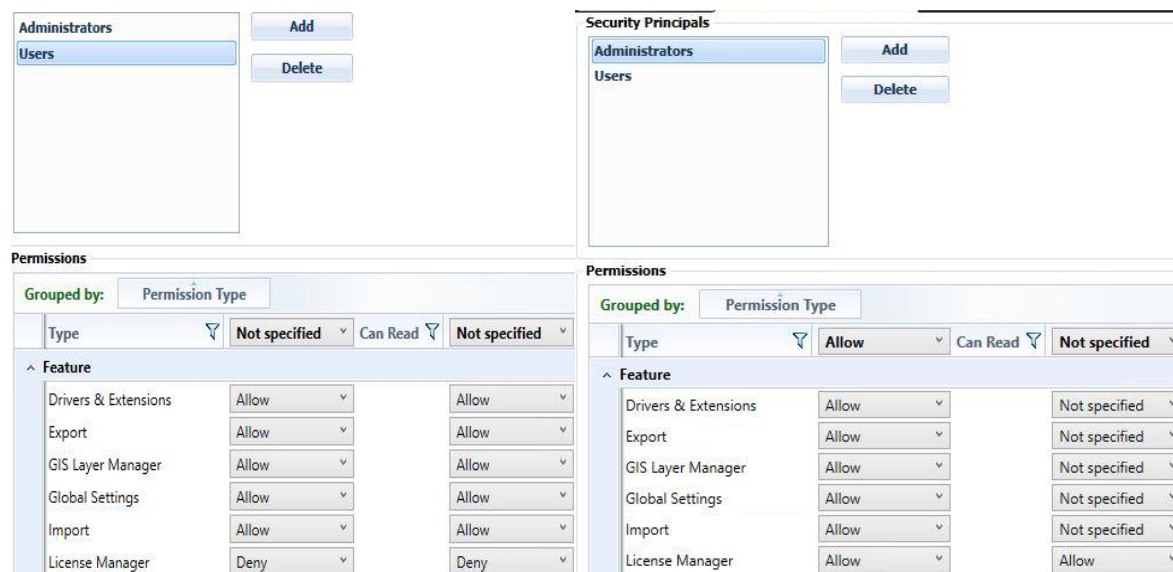 Administrators
Users
Add
Delete
Permissions
Grouped by: Permission Type
Type Not specified Can Read Not specified
Feature
Drivers & Extensions Allow Allow
Export Allow Allow
GIS Layer Manager Allow Allow
Global Settings Allow Allow
Import Allow Allow
License Manager Deny Deny
Security Principals
Administrators
Users
Add
Delete
Permissions
Grouped by: Permission Type
Type Allow Can Read Not specified
Feature
Drivers & Extensions Allow Not specified
Export Allow Not specified
GIS Layer Manager Allow Not specified
Global Settings Allow Not specified
Import Allow Not specified
License Manager Allow Allow